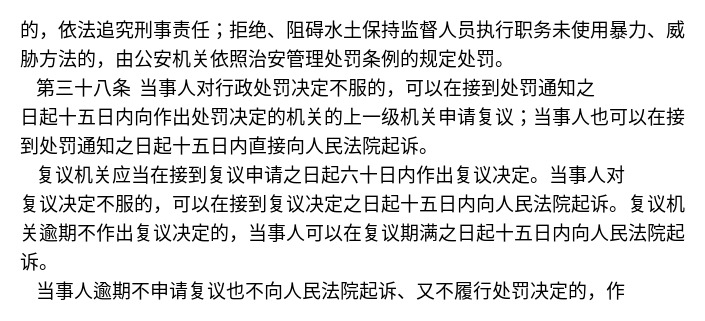 的，依法追究刑事责任；拒绝、阻碍水土保持监督人员执行职务未使用暴力、威
胁方法的，由公安机关依照治安管理处罚条例的规定处罚。
第三十八条 当事人对行政处罚决定不服的，可以在接到处罚通知之
日起十五日内向作出处罚决定的机关的上一级机关申请复议；当事人也可以在接
到处罚通知之日起十五日内直接向人民法院起诉。
复议机关应当在接到复议申请之日起六十日内作出复议决定。当事人对
复议决定不服的，可以在接到复议决定之日起十五日内向人民法院起诉。复议机
关逾期不作出复议决定的，当事人可以在复议期满之日起十五日内向人民法院起
诉。
当事人逾期不申请复议也不向人民法院起诉、又不履行处罚决定的，作